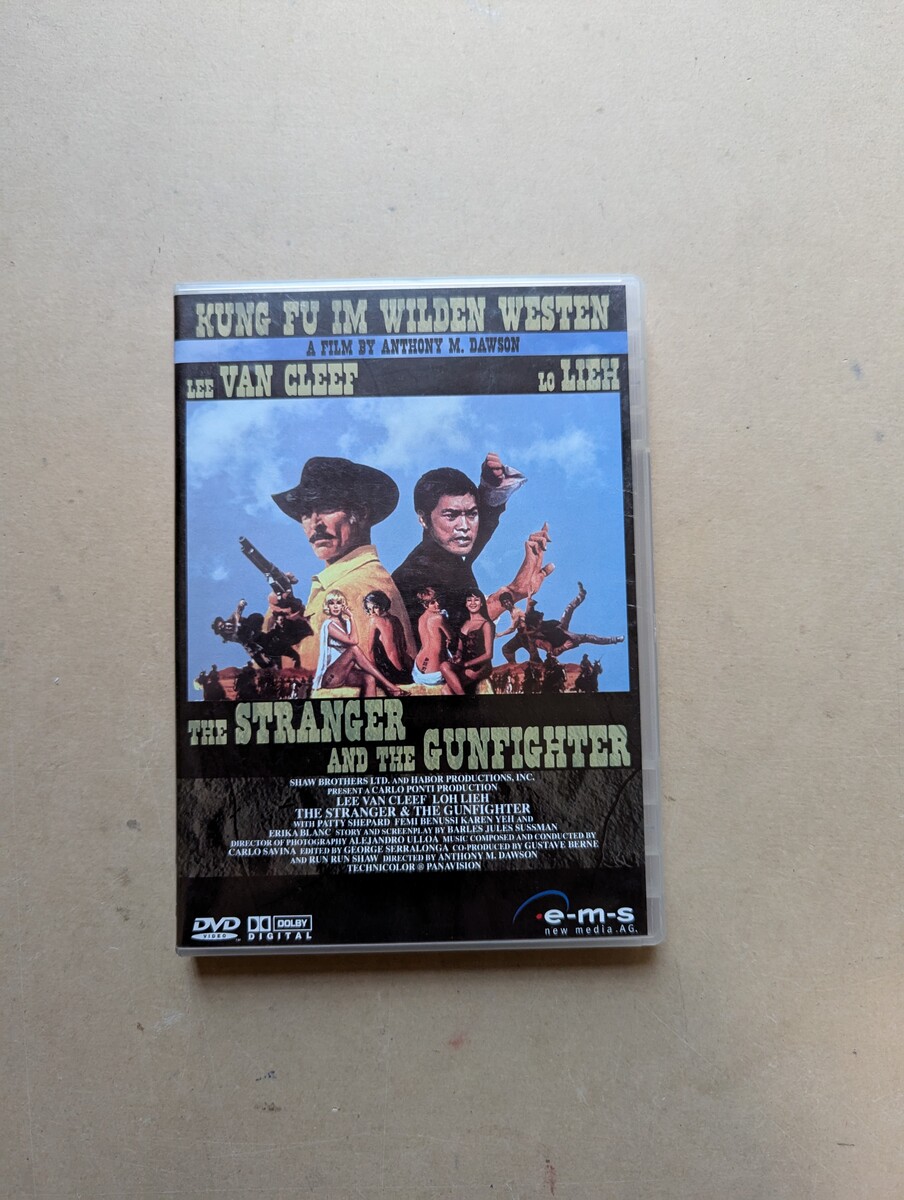 KUNG FU IM WILDEN WESTEN
A FILM BY ANTHONY M. DAWSON
LEE VAN CLEEF
LO LIEH
THE STRANGER
AND THE GUNFIGHTER
SHAW BROTHERS LTD. AND HABOR PRODUCTIONS, INC.
PRESENT A CARLO PONTI PRODUCTION
LEE VAN CLEEF LOH LIEH
THE STRANGER & THE GUNFIGHTER
WITH PATTY SHEPARD FEMI BENUSSI KAREN YEH AND
ERIKA BLANC STORY AND SCREENPLAY BY BARLES JULES SUSSMAN
DIRECTOR OF PHOTOGRAPHY ALEJANDRO ULLOA MUSIC COMPOSED AND CONDUCTED BY
CARLO SAVINA EDITED BY GEORGE SERRALONGA CO-PRODUCED BY GUSTAVE BERNE
AND RUN RUN SHAW DIRECTED BY ANTHONY M. DAWSON
TECHNICOLOR ® PANAVISION
DVD
VIDEO
DOLBY
DIGITAL
e-m-s
new media AG.